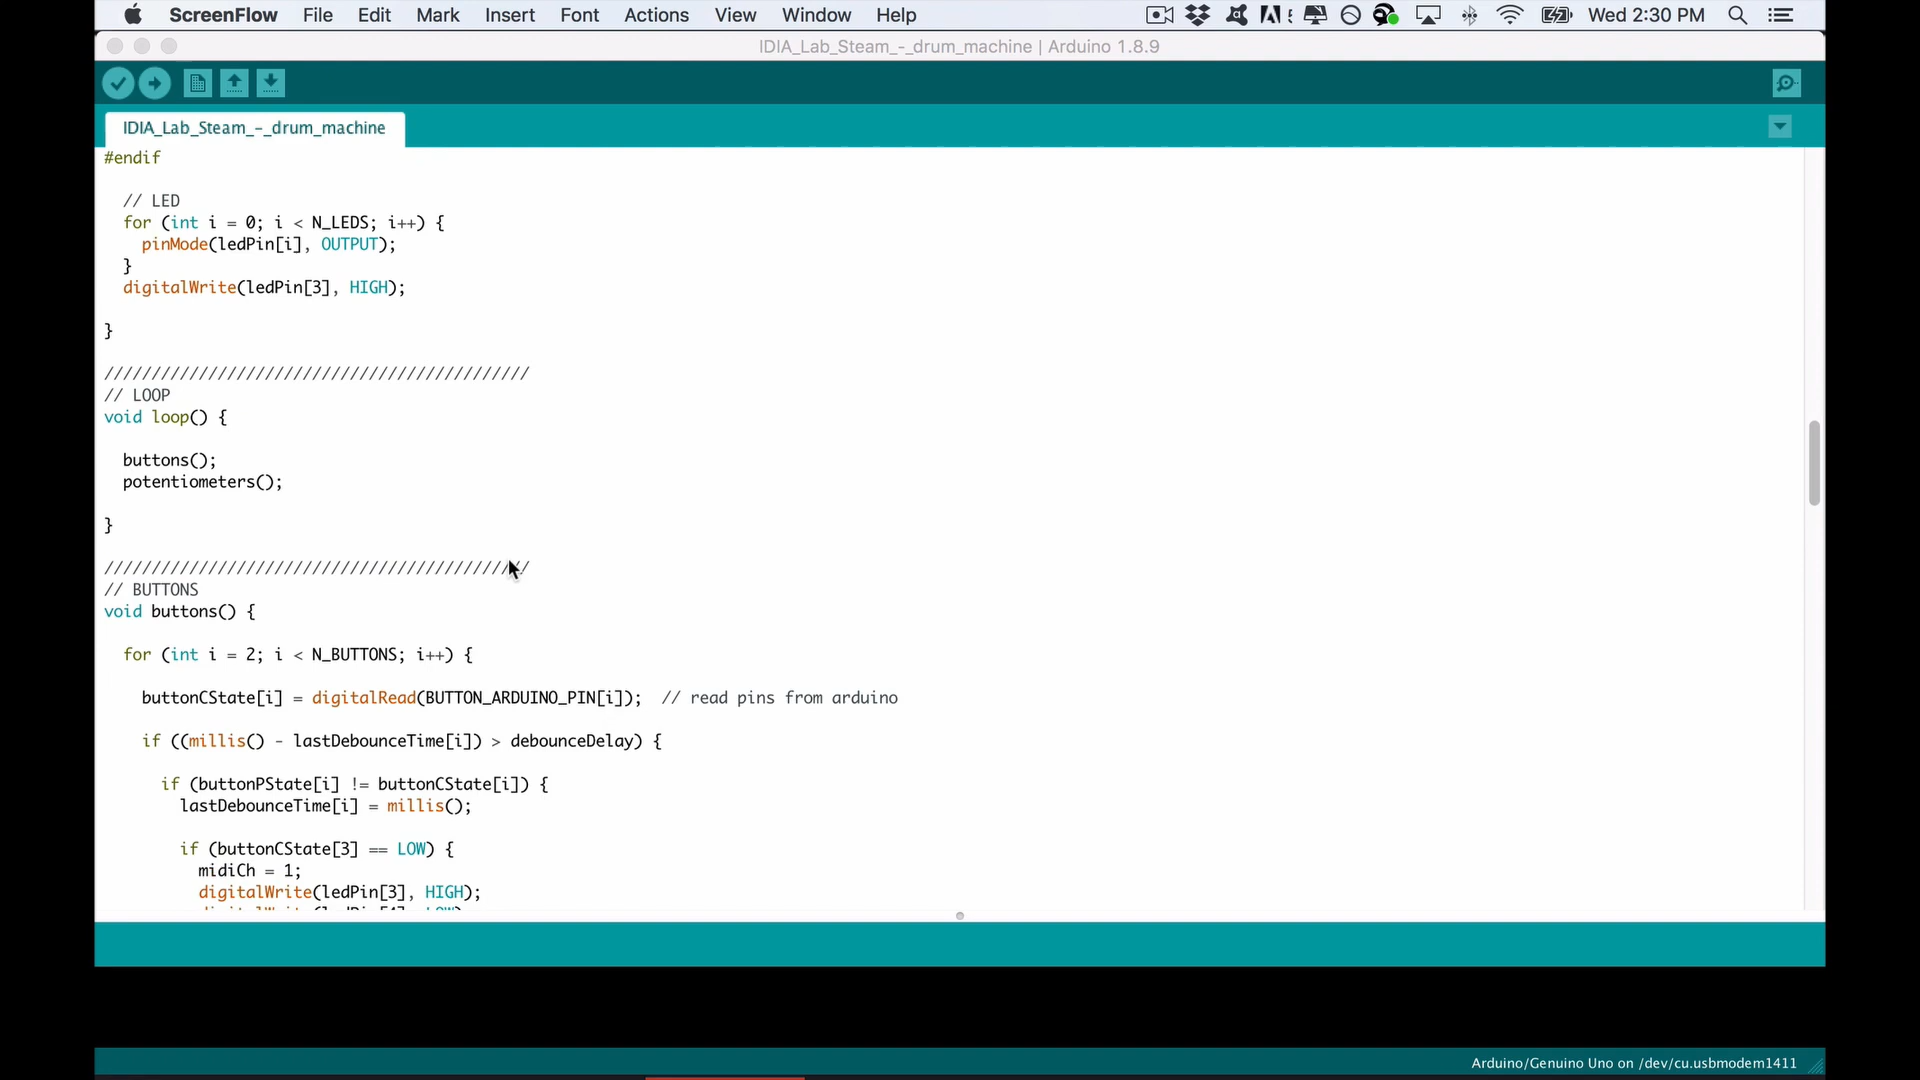 ScreenFlow File Edit Mark Insert Font Actions View Window Help Wed 2:30 PM
IDIA_Lab_Steam_-_drum_machine | Arduino 1.8.9
IDIA_Lab_Steam_-_drum_machine
#endif
// LED
for (int i = 0; i < N_LEDS; i++) {
pinMode(ledPin[i], OUTPUT);
}
digitalWrite(ledPin[3], HIGH);
}
/////////////////////////////////////////////
// LOOP
void loop() {
buttons();
potentiometers();
}
/////////////////////////////////////////////
// BUTTONS
void buttons() {
for (int i = 2; i < N_BUTTONS; i++) {
buttonCState[i] = digitalRead(BUTTON_ARDUINO_PIN[i]);  // read pins from arduino
if ((millis() - lastDebounceTime[i]) > debounceDelay) {
if (buttonPState[i] != buttonCState[i]) {
lastDebounceTime[i] = millis();
if (buttonCState[3] == LOW) {
midiCh = 1;
digitalWrite(ledPin[3], HIGH);
Arduino/Genuino Uno on /dev/cu.usbmodem1411